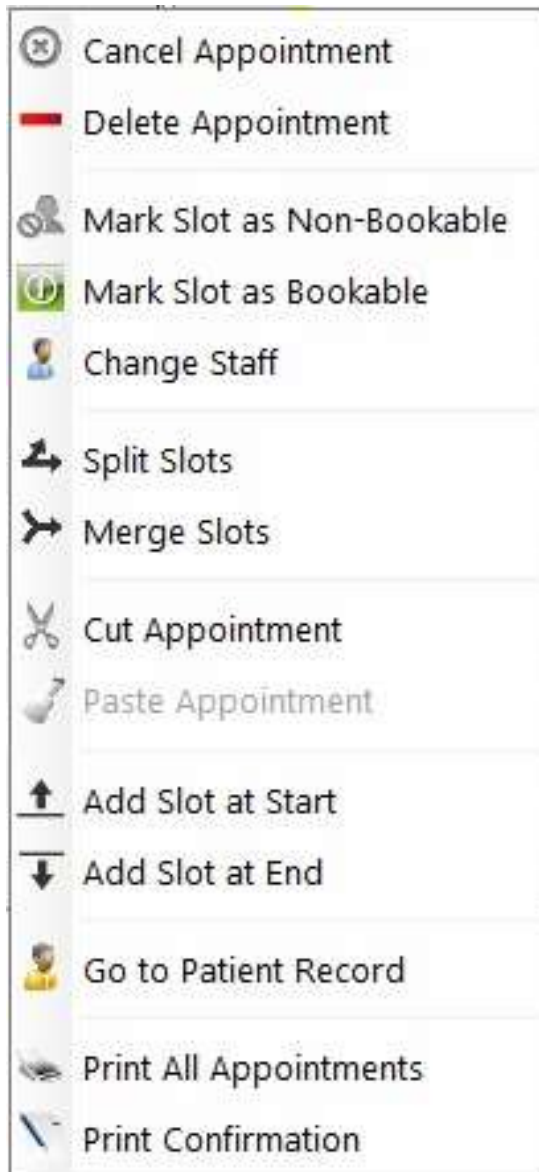 Cancel Appointment
Delete Appointment
Mark Slot as Non-Bookable
Mark Slot as Bookable
Change Staff
Split Slots
Merge Slots
Cut Appointment
Paste Appointment
Add Slot at Start
Add Slot at End
Go to Patient Record
Print All Appointments
Print Confirmation